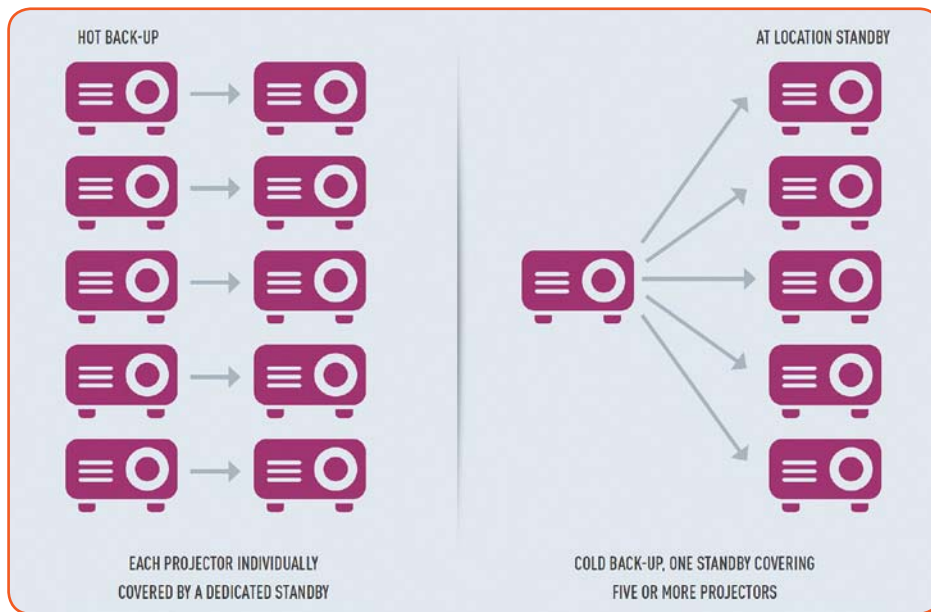 HOT BACK-UP
AT LOCATION STANDBY
EACH PROJECTOR INDIVIDUALLY
COVERED BY A DEDICATED STANDBY
COLD BACK-UP, ONE STANDBY COVERING
FIVE OR MORE PROJECTORS